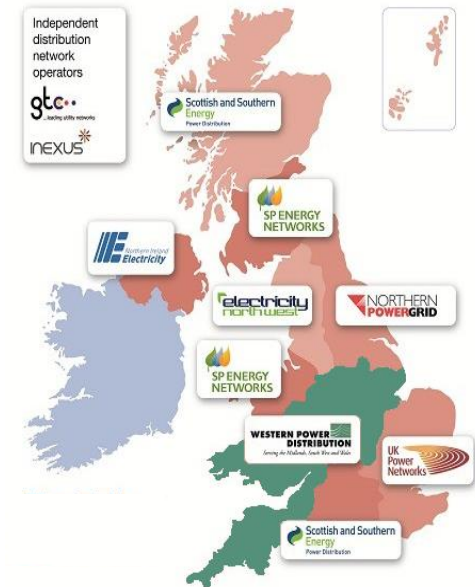 Independent
distribution
network
operators
gtc
...leading utility networks
INEXUS
Scottish and Southern
Energy
Power Distribution
SP ENERGY
NETWORKS
Northern Ireland
Electricity
electricity
north west
NORTHERN
POWERGRID
SP ENERGY
NETWORKS
WESTERN POWER
DISTRIBUTION
Serving the Midlands, South West and Wales
UK
Power
Networks
Scottish and Southern
Energy
Power Distribution